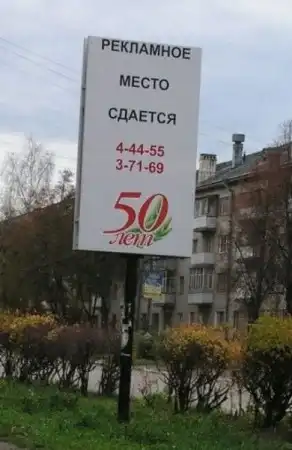 РЕКЛАМНОЕ
МЕСТО
СДАЕТСЯ
4-44-55
3-71-69
50
лет